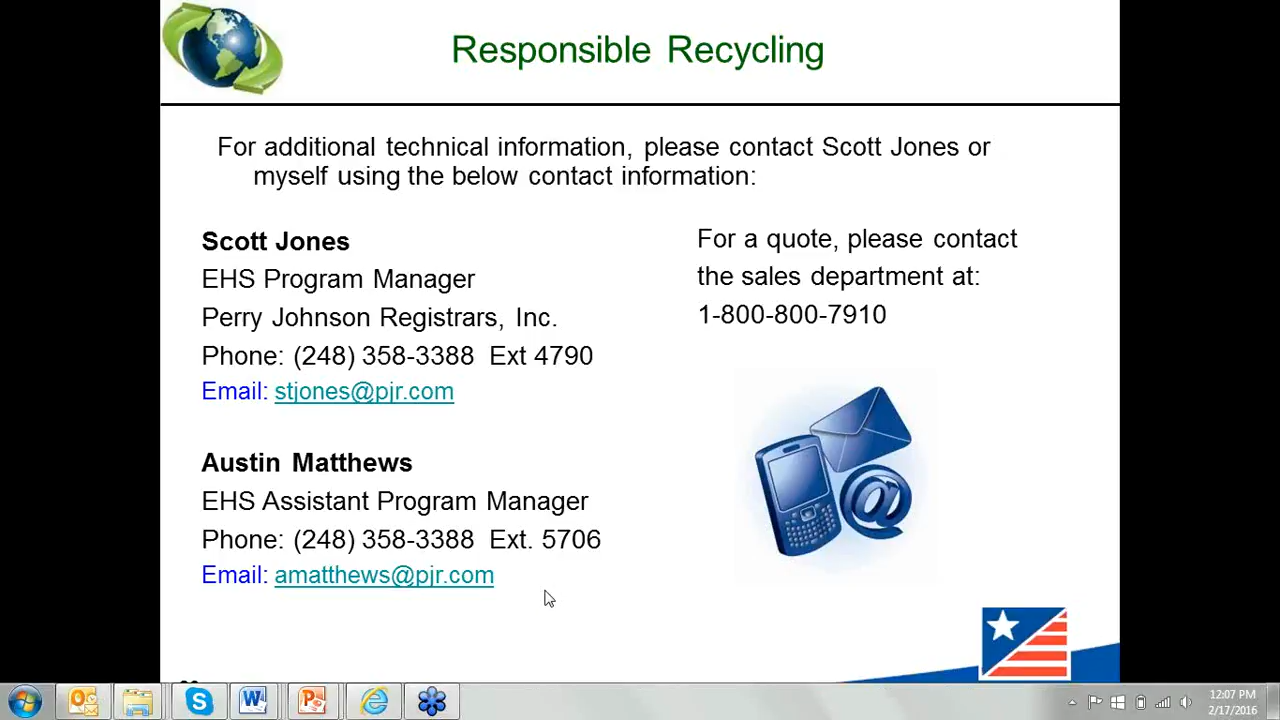 Responsible Recycling
For additional technical information, please contact Scott Jones or
myself using the below contact information:
Scott Jones
EHS Program Manager
Perry Johnson Registrars, Inc.
Phone: (248) 358-3388 Ext 4790
Email: stjones@pjr.com
Austin Matthews
EHS Assistant Program Manager
Phone: (248) 358-3388 Ext. 5706
Email: amatthews@pjr.com
For a quote, please contact
the sales department at:
1-800-800-7910
12:07 PM
2/17/2016